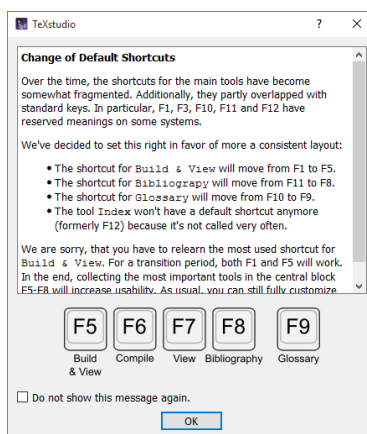 TeXstudio
Change of Default Shortcuts
Over the time, the shortcuts for the main tools have become
somewhat fragmented. Additionally, they partly overlapped with
standard keys. In particular, F1, F3, F10, F11 and F12 have
reserved meanings on some systems.
We've decided to set this right in favor of more a consistent layout:
• The shortcut for Build & View will move from F1 to F5.
• The shortcut for Bibliograpy will move from F11 to F8.
• The shortcut for Glossary will move from F10 to F9.
• The tool Index won't have a default shortcut anymore
(formerly F12) because it's not called very often.
We are sorry, that you have to relearn the most used shortcut for
Build & View. For a transition period, both F1 and F5 will work.
In the end, collecting the most important tools in the central block
F5-F8 will increase usability. As usual, you can still fully customize
F5 F6 F7 F8 F9
Build & View Compile View Bibliography Glossary
Do not show this message again.
OK